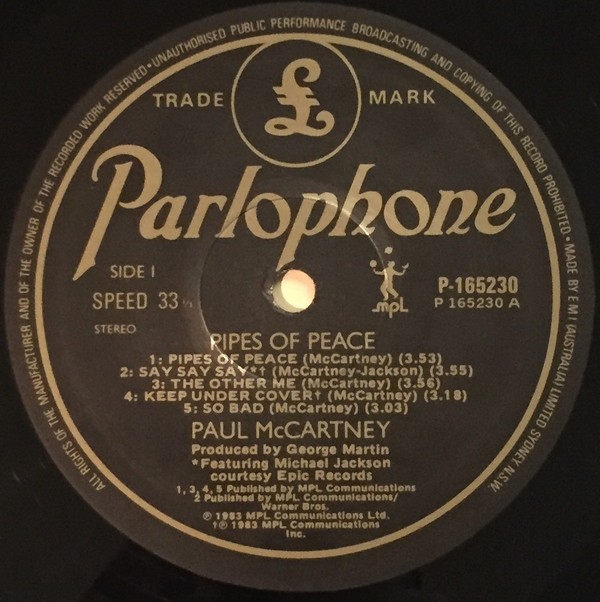 ALL RIGHTS OF THE MANUFACTURER AND OF THE OWNER OF THE RECORDED WORK RESERVED•UNAUTHORISED PUBLIC PERFORMANCE BROADCASTING AND COPYING OF THIS RECORD PROHIBITED.•MADE BY EMI (AUSTRALIA) LIMITED SYDNEY N.S.W.
£
TRADE MARK
Parlophone
SIDE I
SPEED 33⅓
STEREO
mpL
P-165230
P 165230 A
PIPES OF PEACE
1: PIPES OF PEACE (McCartney) (3.53)
2: SAY SAY SAY*† (McCartney-Jackson) (3.55)
3: THE OTHER ME (McCartney) (3.56)
4: KEEP UNDER COVER† (McCartney) (3.18)
5: SO BAD (McCartney) (3.03)
PAUL McCARTNEY
Produced by George Martin
*Featuring Michael Jackson
courtesy Epic Records
1, 3, 4, 5 Published by MPL Communications
2 Published by MPL Communications/
Warner Bros.
℗ 1983 MPL Communications Ltd.
†℗ 1983 MPL Communications
Inc.